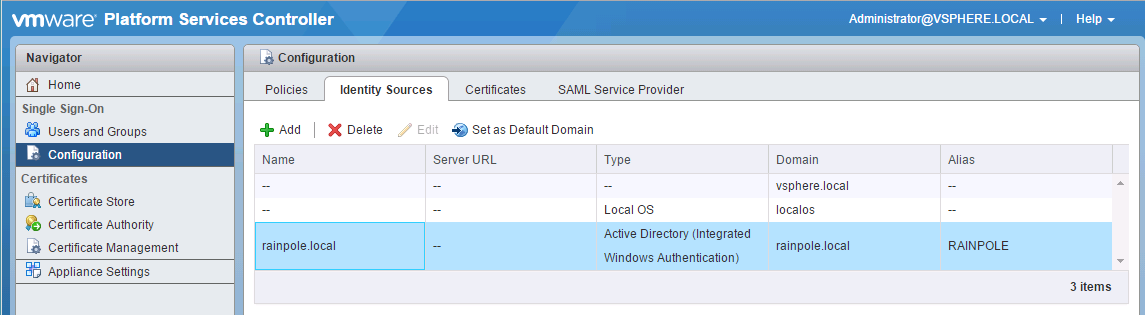 vmware Platform Services Controller
Administrator@VSPHERE.LOCAL | Help
Navigator
Home
Single Sign-On
Users and Groups
Configuration
Certificates
Certificate Store
Certificate Authority
Certificate Management
Appliance Settings
Configuration
Policies Identity Sources Certificates SAML Service Provider
Add | Delete Edit Set as Default Domain
Name Server URL Type Domain Alias
-- -- -- vsphere.local --
-- -- Local OS localos --
rainpole.local -- Active Directory (Integrated rainpole.local RAINPOLE
Windows Authentication)
3 items